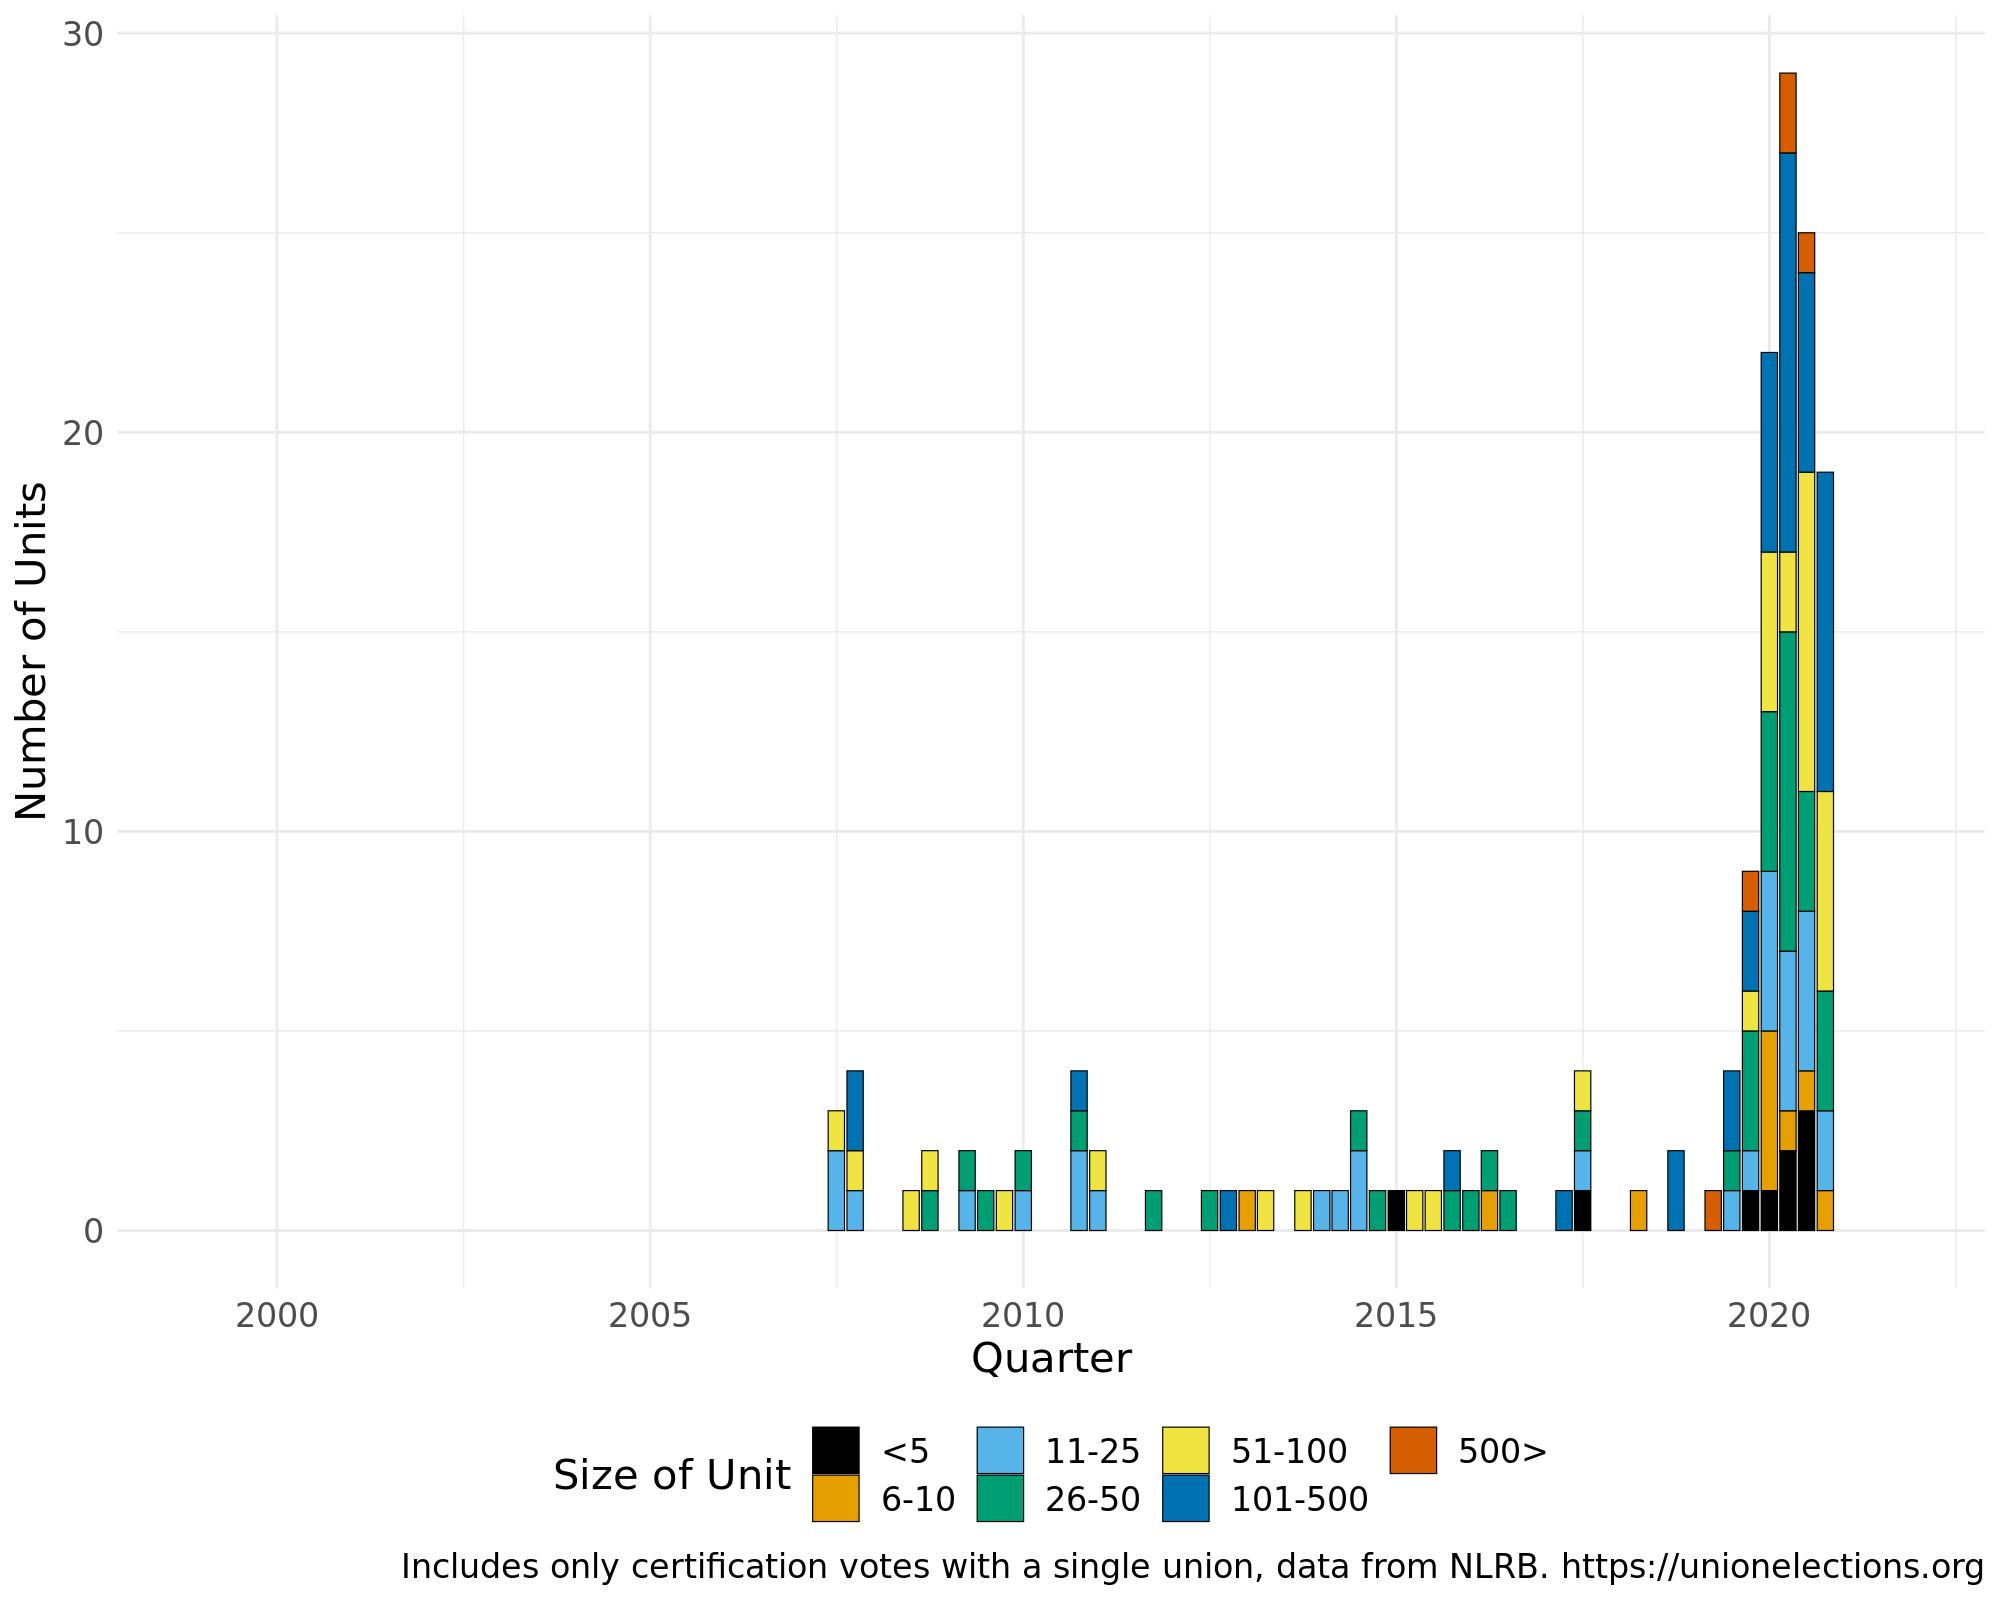 30
20
10
0
Number of Units
2000 2005 2010 2015 2020
Quarter
Size of Unit
<5 11-25 51-100 500>
6-10 26-50 101-500
Includes only certification votes with a single union, data from NLRB. https://unionelections.org